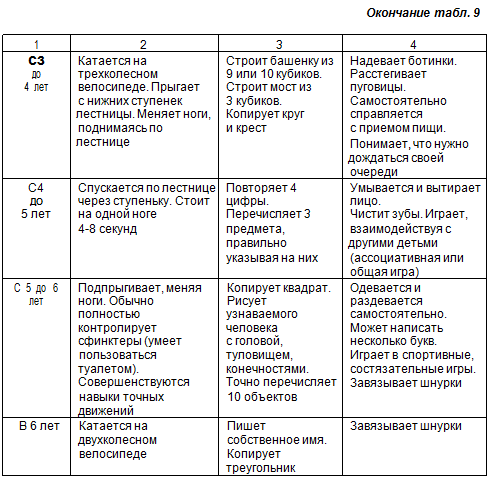 Окончание табл. 9
1
2
3
4
С3
до
4 лет
Катается на
трехколесном
велосипеде. Прыгает
с нижних ступенек
лестницы. Меняет ноги,
поднимаясь по
лестнице
Строит башенку из
9 или 10 кубиков.
Строит мост из
3 кубиков.
Копирует круг
и крест
Надевает ботинки.
Расстегивает
пуговицы.
Самостоятельно
справляется
с приемом пищи.
Понимает, что нужно
дождаться своей
очереди
С4
до
5 лет
Спускается по лестнице
через ступеньку. Стоит
на одной ноге
4-8 секунд
Повторяет 4
цифры.
Перечисляет 3
предмета,
правильно
указывая на них
Умывается и вытирает
лицо.
Чистит зубы. Играет,
взаимодействуя с
другими детьми
(ассоциативная или
общая игра)
С 5 до 6
лет
Подпрыгивает, меняя
ноги. Обычно
полностью
контролирует
сфинктеры (умеет
пользоваться
туалетом).
Совершенствуются
навыки точных
движений
Копирует квадрат.
Рисует
узнаваемого
человека
с головой,
туловищем,
конечностями.
Точно перечисляет
10 объектов
Одевается и
раздевается
самостоятельно.
Может написать
несколько букв.
Играет в спортивные,
состязательные игры.
Завязывает шнурки
В 6 лет
Катается на
двухколесном
велосипеде
Пишет
собственное имя.
Копирует
треугольник
Завязывает шнурки